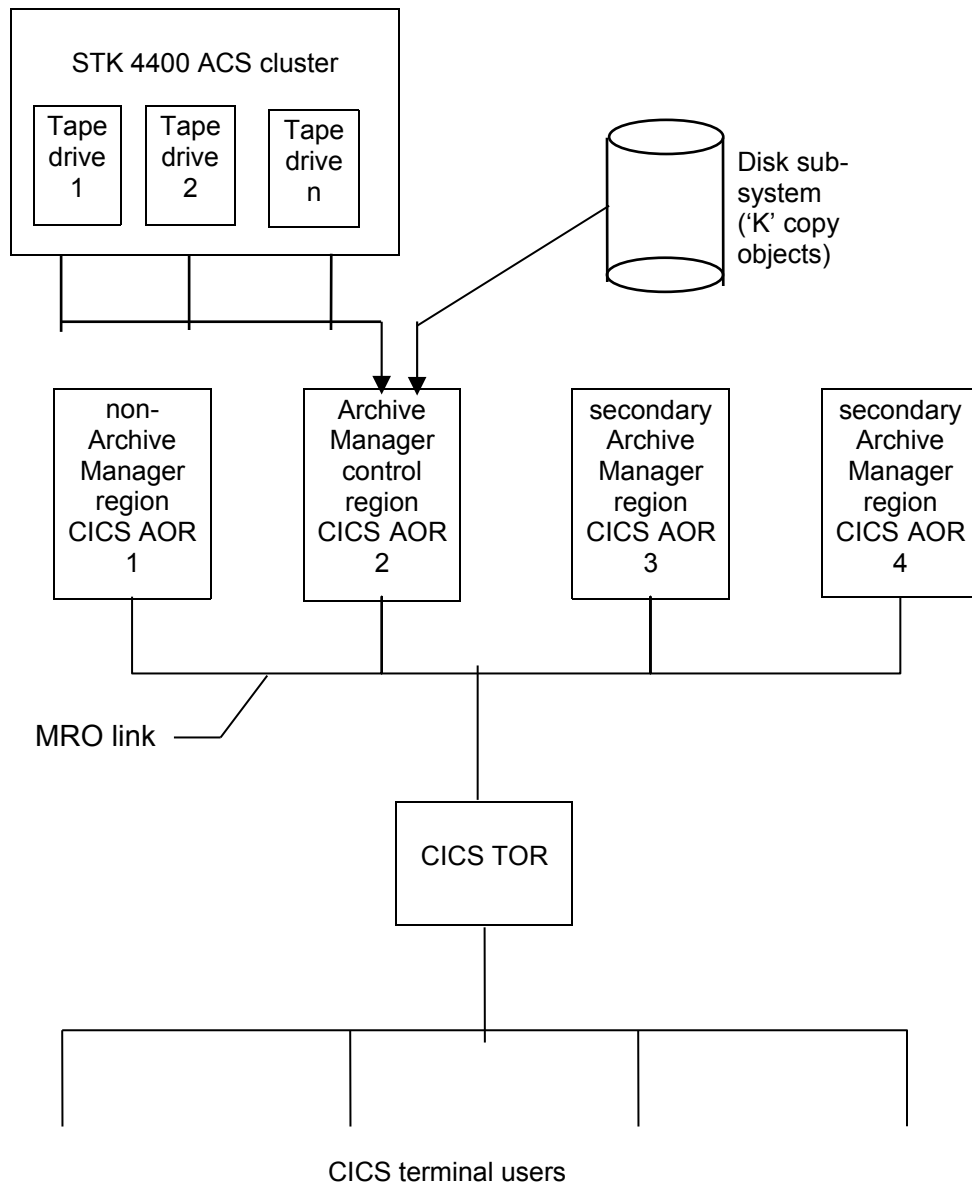 STK 4400 ACS cluster
Tape
drive
1
Tape
drive
2
Tape
drive
n
Disk sub-
system
(‘K’ copy
objects)
non-
Archive
Manager
region
CICS AOR
1
Archive
Manager
control
region
CICS AOR
2
secondary
Archive
Manager
region
CICS AOR
3
secondary
Archive
Manager
region
CICS AOR
4
MRO link
CICS TOR
CICS terminal users